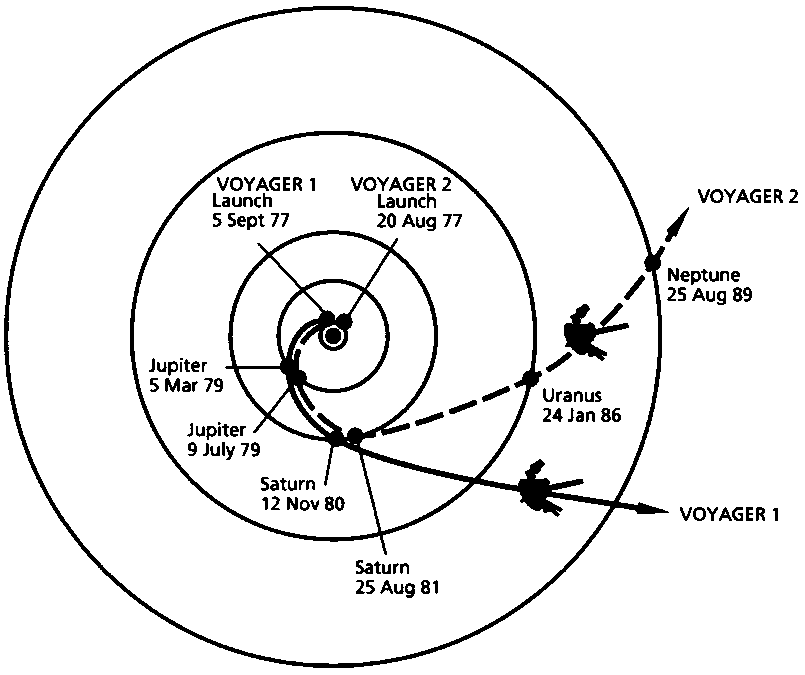 VOYAGER 1
Launch
5 Sept 77
VOYAGER 2
Launch
20 Aug 77
VOYAGER 2
Neptune
25 Aug 89
Jupiter
5 Mar 79
Uranus
24 Jan 86
Jupiter
9 July 79
Saturn
12 Nov 80
VOYAGER 1
Saturn
25 Aug 81